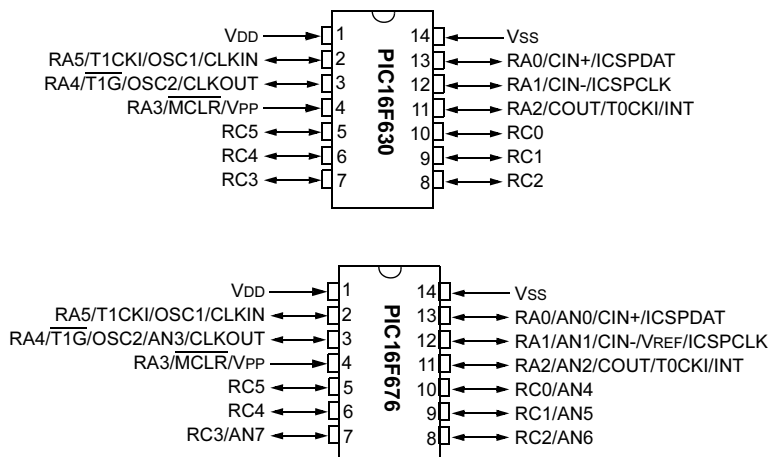 VDD 1 14 VSS
RA5/T1CKI/OSC1/CLKIN 2 13 RA0/CIN+/ICSPDAT
RA4/T1G/OSC2/CLKOUT 3 12 RA1/CIN-/ICSPCLK
RA3/MCLR/VPP 4 11 RA2/COUT/T0CKI/INT
RC5 5 10 RC0
RC4 6 9 RC1
RC3 7 8 RC2
PIC16F630
VDD 1 14 VSS
RA5/T1CKI/OSC1/CLKIN 2 13 RA0/AN0/CIN+/ICSPDAT
RA4/T1G/OSC2/AN3/CLKOUT 3 12 RA1/AN1/CIN-/VREF/ICSPCLK
RA3/MCLR/VPP 4 11 RA2/AN2/COUT/T0CKI/INT
RC5 5 10 RC0/AN4
RC4 6 9 RC1/AN5
RC3/AN7 7 8 RC2/AN6
PIC16F676